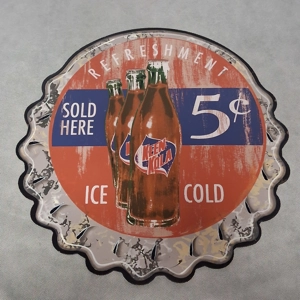 REFRESHMENT
SOLD
HERE
5¢
ICE
COLD